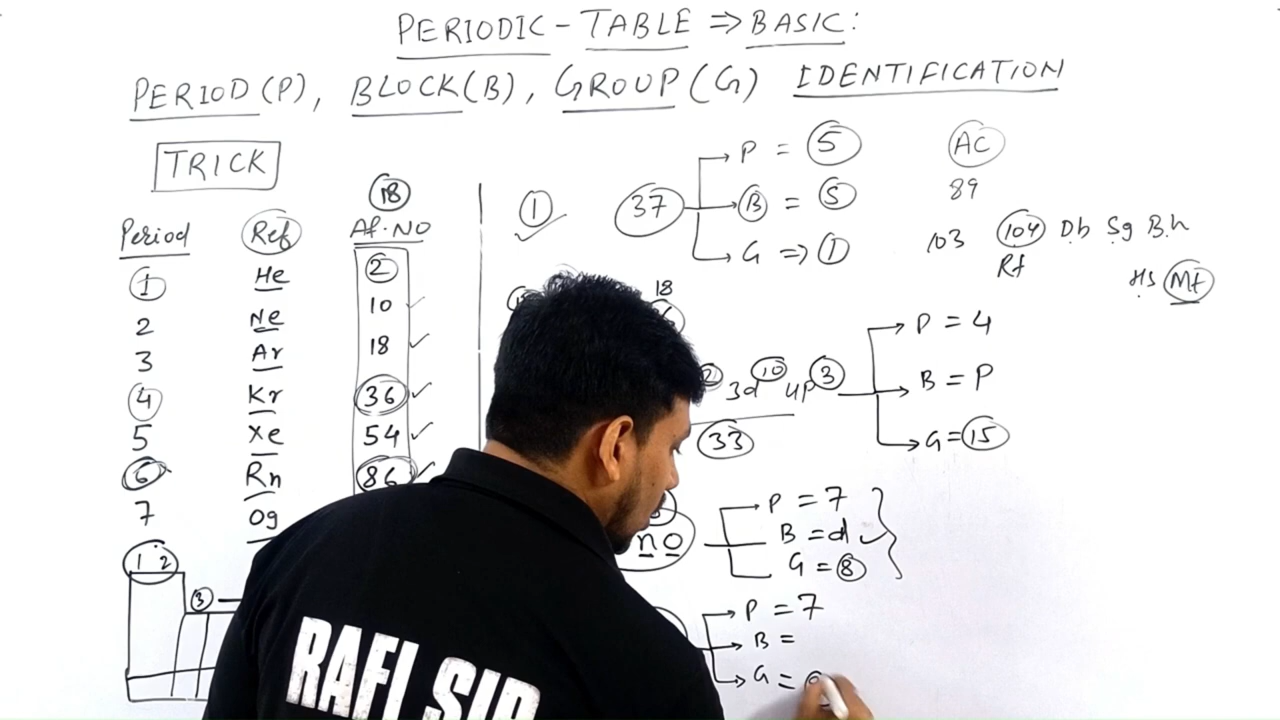 PERIODIC - TABLE ⇒ BASIC:
PERIOD (P), BLOCK (B), GROUP (G) IDENTIFICATION
TRICK
18
Period Ref At. NO
1 He 2
2 Ne 10
3 Ar 18
4 Kr 36
5 Xe 54
6 Rn 86
7 Og
1 2
3
1
37
P = 5
B = S
G ⇒ 1
AC
89
103 104 Db Sg Bh
Rf
Hs Mt
18
3d 10 4P 3
33
P = 4
B = P
G = 15
no
P = 7
B = d
G = 8
P = 7
B =
G =
RAFI SIR